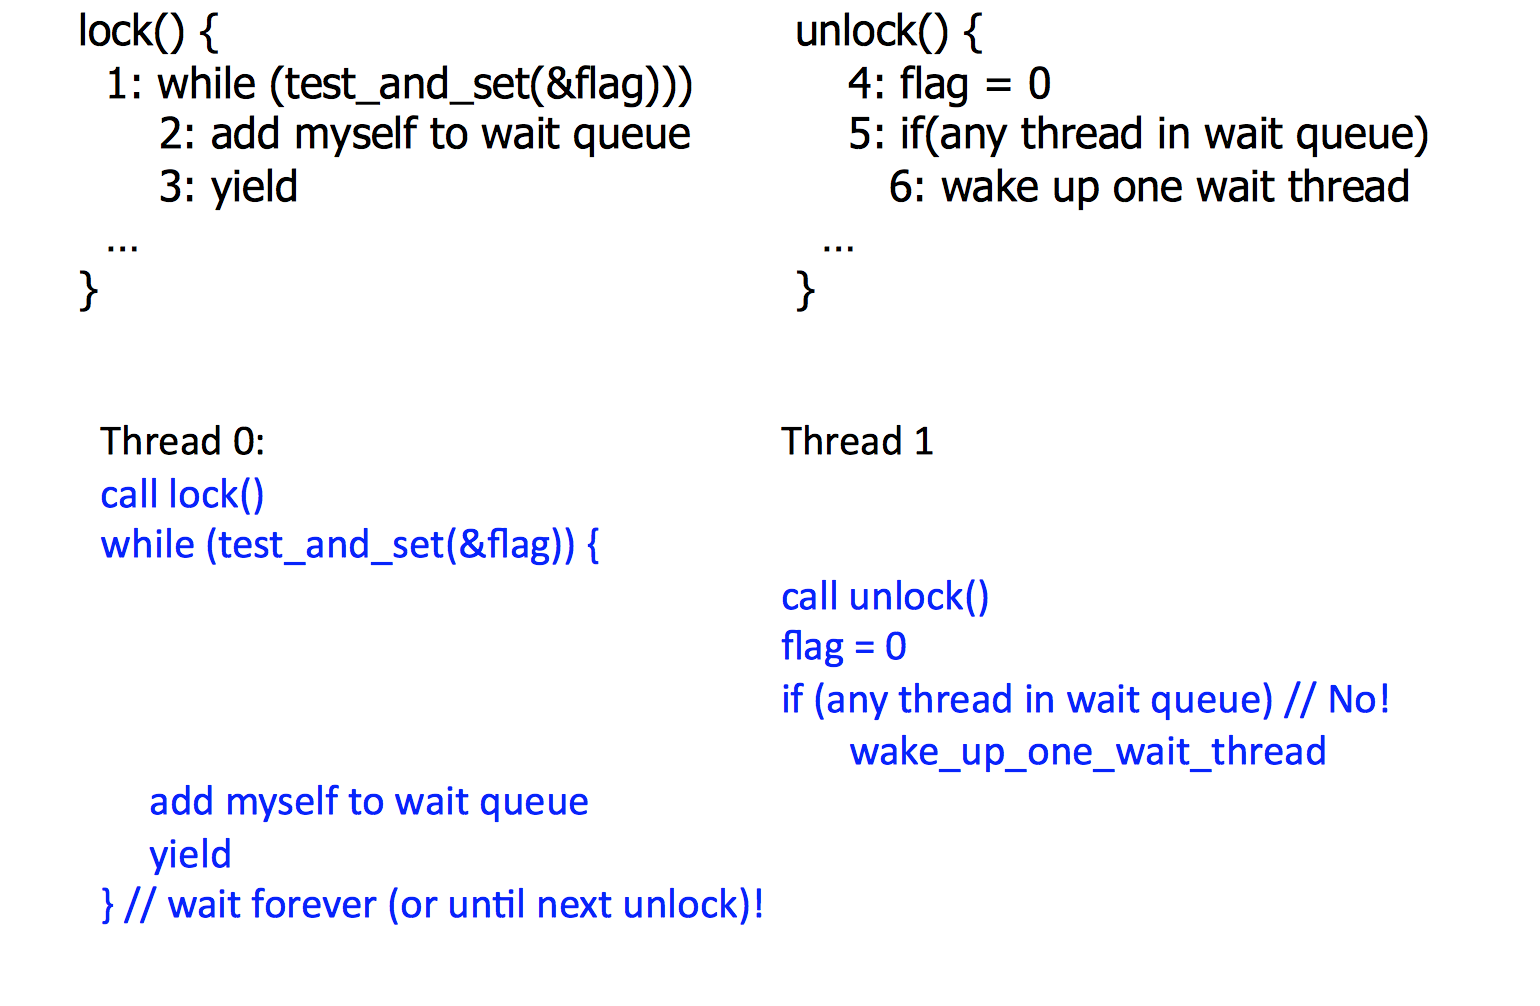 lock() {
1: while (test_and_set(&flag)))
2: add myself to wait queue
3: yield
...
}
unlock() {
4: flag = 0
5: if(any thread in wait queue)
6: wake up one wait thread
...
}
Thread 0:
call lock()
while (test_and_set(&flag)) {
add myself to wait queue
yield
} // wait forever (or until next unlock)!
Thread 1
call unlock()
flag = 0
if (any thread in wait queue) // No!
wake_up_one_wait_thread